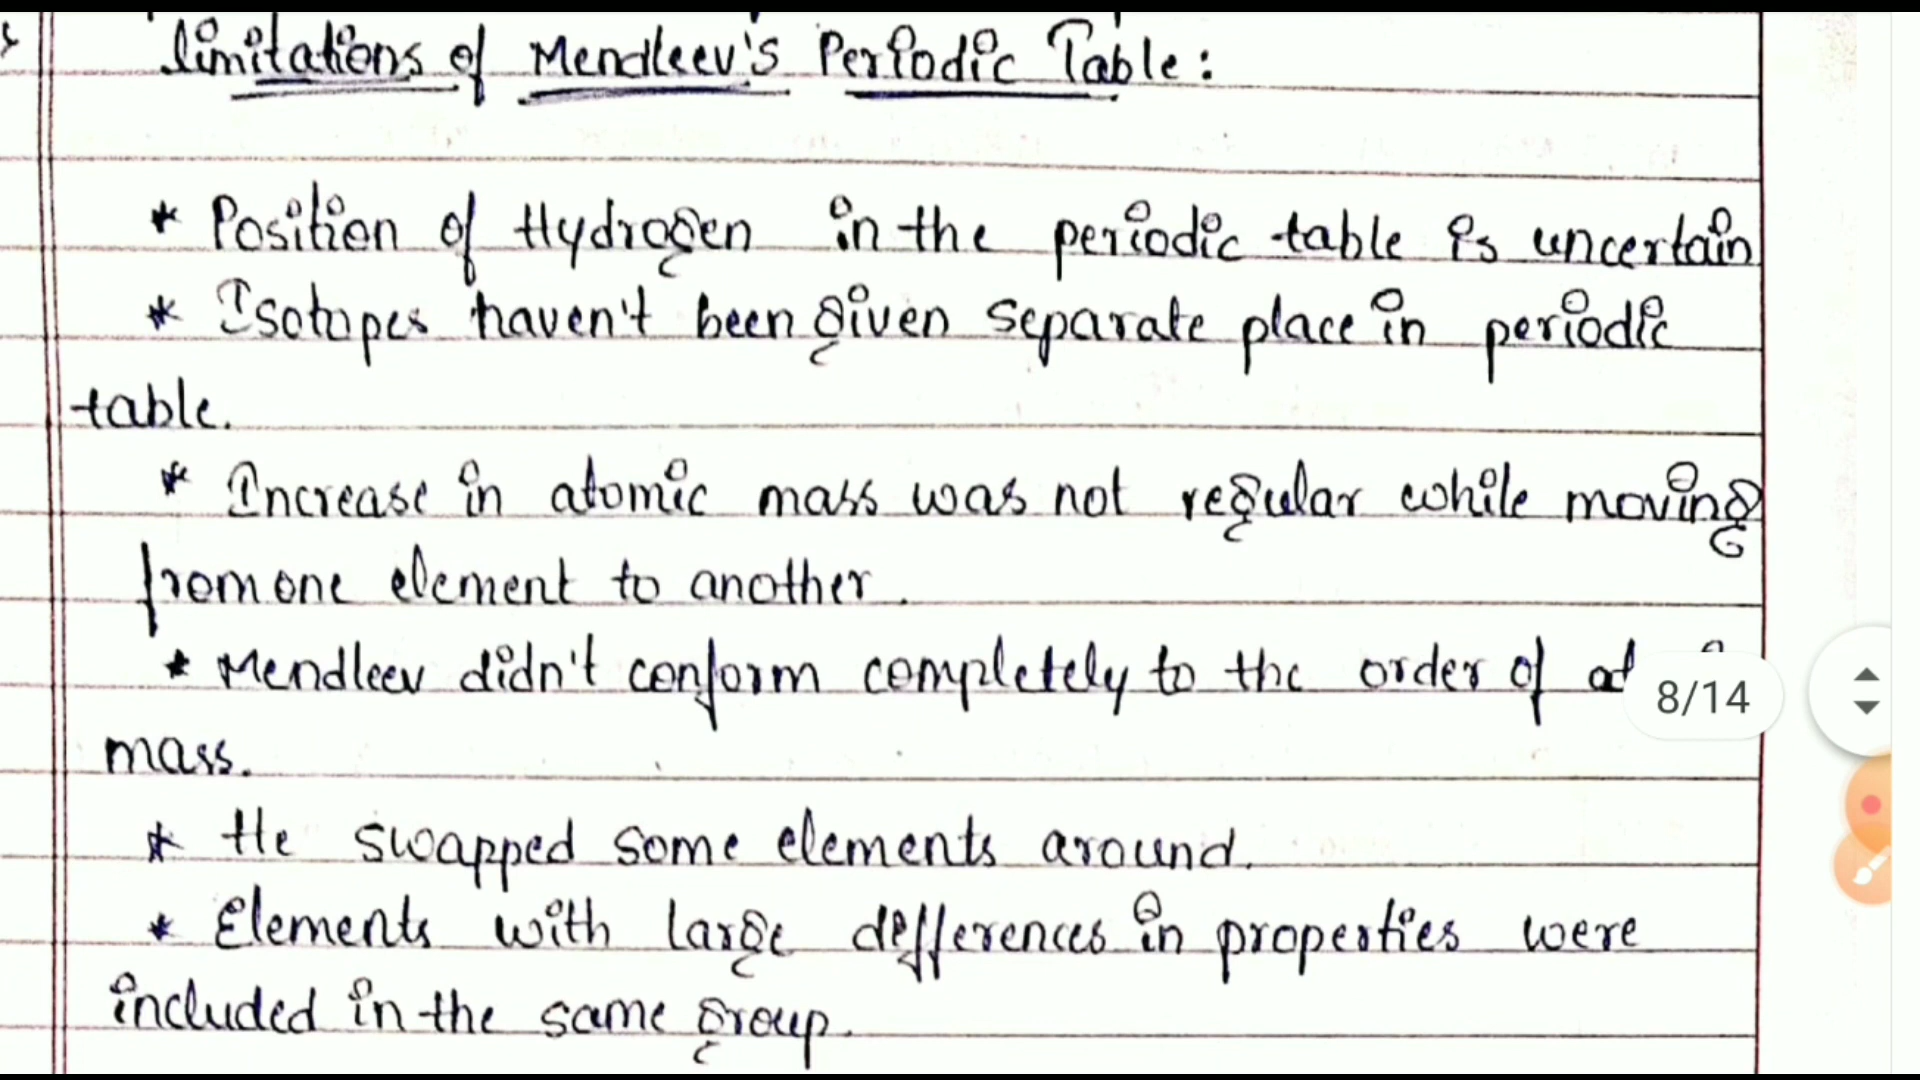 limitations of Mendleev's Periodic Table:
* Position of Hydrogen in the periodic table is uncertain
* Isotopes haven't been given separate place in periodic
table.
* Increase in atomic mass was not regular while moving
from one element to another.
* Mendleev didn't conform completely to the order of
mass.
* He swapped some elements around.
* Elements with large differences in properties were
included in the same group.
8/14